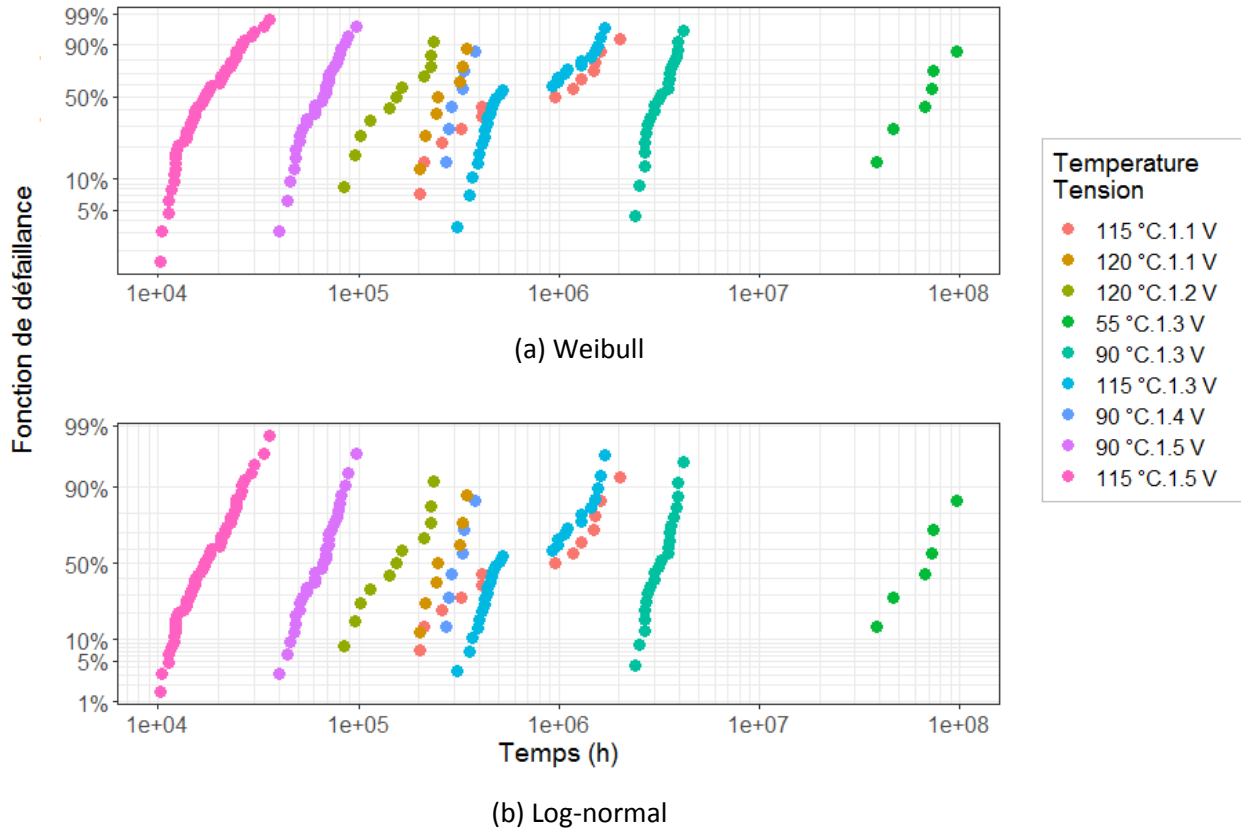 99%
90%
50%
10%
5%
1e+04 1e+05 1e+06 1e+07 1e+08
(a) Weibull
Fonction de défaillance
99%
90%
50%
10%
5%
1%
1e+04 1e+05 1e+06 1e+07 1e+08
Temps (h)
(b) Log-normal
Temperature
Tension
115 °C.1.1 V
120 °C.1.1 V
120 °C.1.2 V
55 °C.1.3 V
90 °C.1.3 V
115 °C.1.3 V
90 °C.1.4 V
90 °C.1.5 V
115 °C.1.5 V